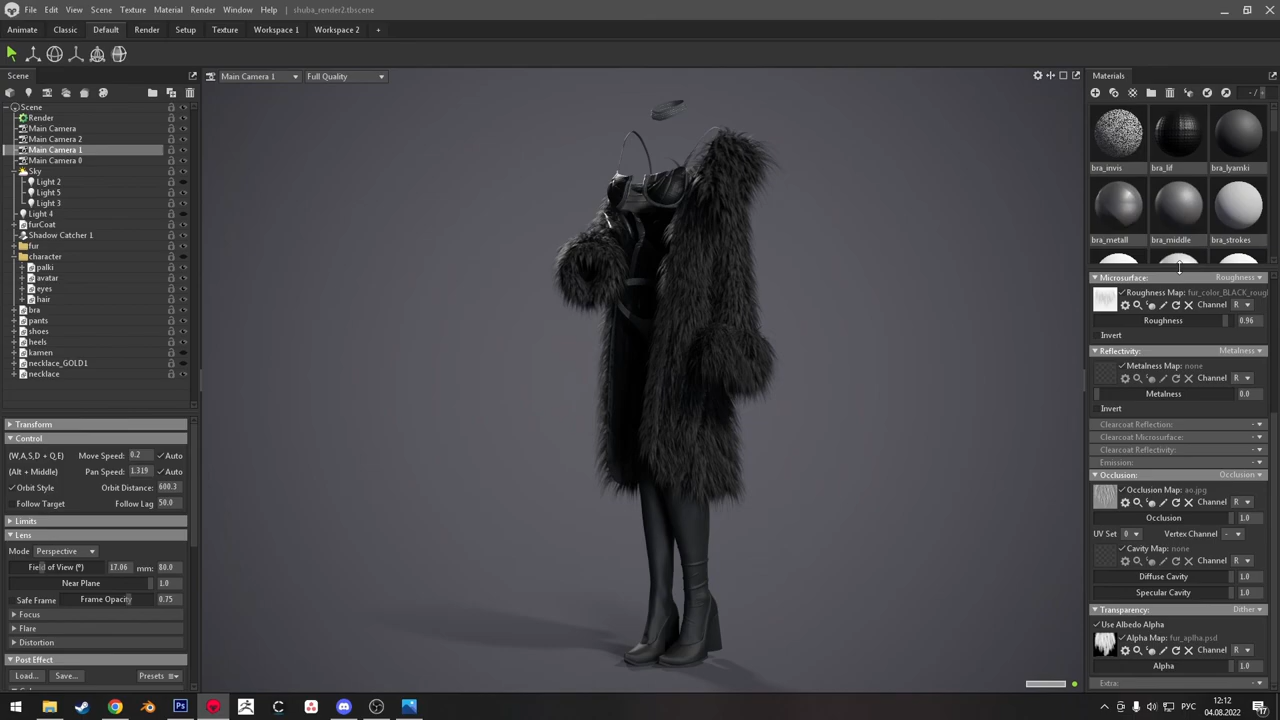 File Edit View Scene Texture Material Render Window Help shuba_render2.tbscene
Animate Classic Default Render Setup Texture Workspace 1 Workspace 2 +
Scene
Main Camera 1 Full Quality
Materials
- /
Scene
Render
Main Camera
Main Camera 2
Main Camera 1
Main Camera 0
Sky
Light 2
Light 5
Light 3
Light 4
furCoat
Shadow Catcher 1
fur
character
palki
avatar
eyes
hair
bra
pants
shoes
heels
kamen
necklace_GOLD1
necklace
Transform
Control
(W,A,S,D + Q,E) Move Speed: 0.2 Auto
(Alt + Middle) Pan Speed: 1.319 Auto
Orbit Style Orbit Distance: 600.3
Follow Target Follow Lag 50.0
Limits
Lens
Mode Perspective
Field of View (º) 17.06 mm: 80.0
Near Plane 1.0
Safe Frame Frame Opacity 0.75
Focus
Flare
Distortion
Post Effect
Load... Save... Presets
bra_invis bra_lif bra_lyamki
bra_metall bra_middle bra_strokes
Microsurface: Roughness
Roughness Map: fur_color_BLACK_rough
Channel R
Roughness 0.96
Invert
Reflectivity: Metalness
Metalness Map: none
Channel R
Metalness 0.0
Invert
Clearcoat Reflection: -
Clearcoat Microsurface: -
Clearcoat Reflectivity: -
Emission: -
Occlusion: Occlusion
Occlusion Map: ao.jpg
Channel R
Occlusion 1.0
UV Set 0 Vertex Channel -
Cavity Map: none
Channel R
Diffuse Cavity 1.0
Specular Cavity 1.0
Transparency: Dither
Use Albedo Alpha
Alpha Map: fur_aplha.psd
Channel R
Alpha 1.0
Extra: -
РУС
12:12
04.08.2022
17